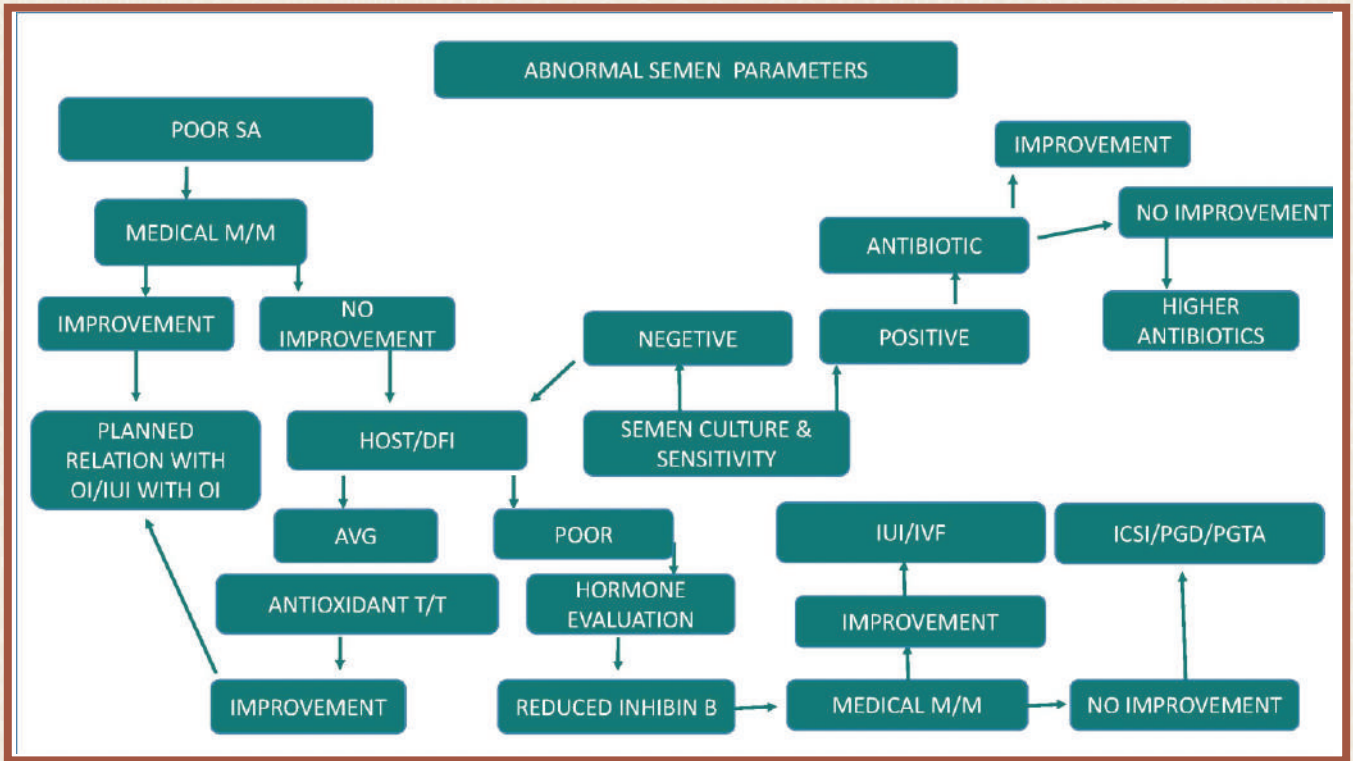 ABNORMAL SEMEN PARAMETERS
POOR SA
MEDICAL M/M
IMPROVEMENT
NO
IMPROVEMENT
PLANNED
RELATION WITH
OI/IUI WITH OI
HOST/DFI
AVG
POOR
ANTIOXIDANT T/T
IMPROVEMENT
HORMONE
EVALUATION
REDUCED INHIBIN B
MEDICAL M/M
IMPROVEMENT
IUI/IVF
NO IMPROVEMENT
ICSI/PGD/PGTA
SEMEN CULTURE &
SENSITIVITY
NEGETIVE
POSITIVE
ANTIBIOTIC
IMPROVEMENT
NO IMPROVEMENT
HIGHER
ANTIBIOTICS